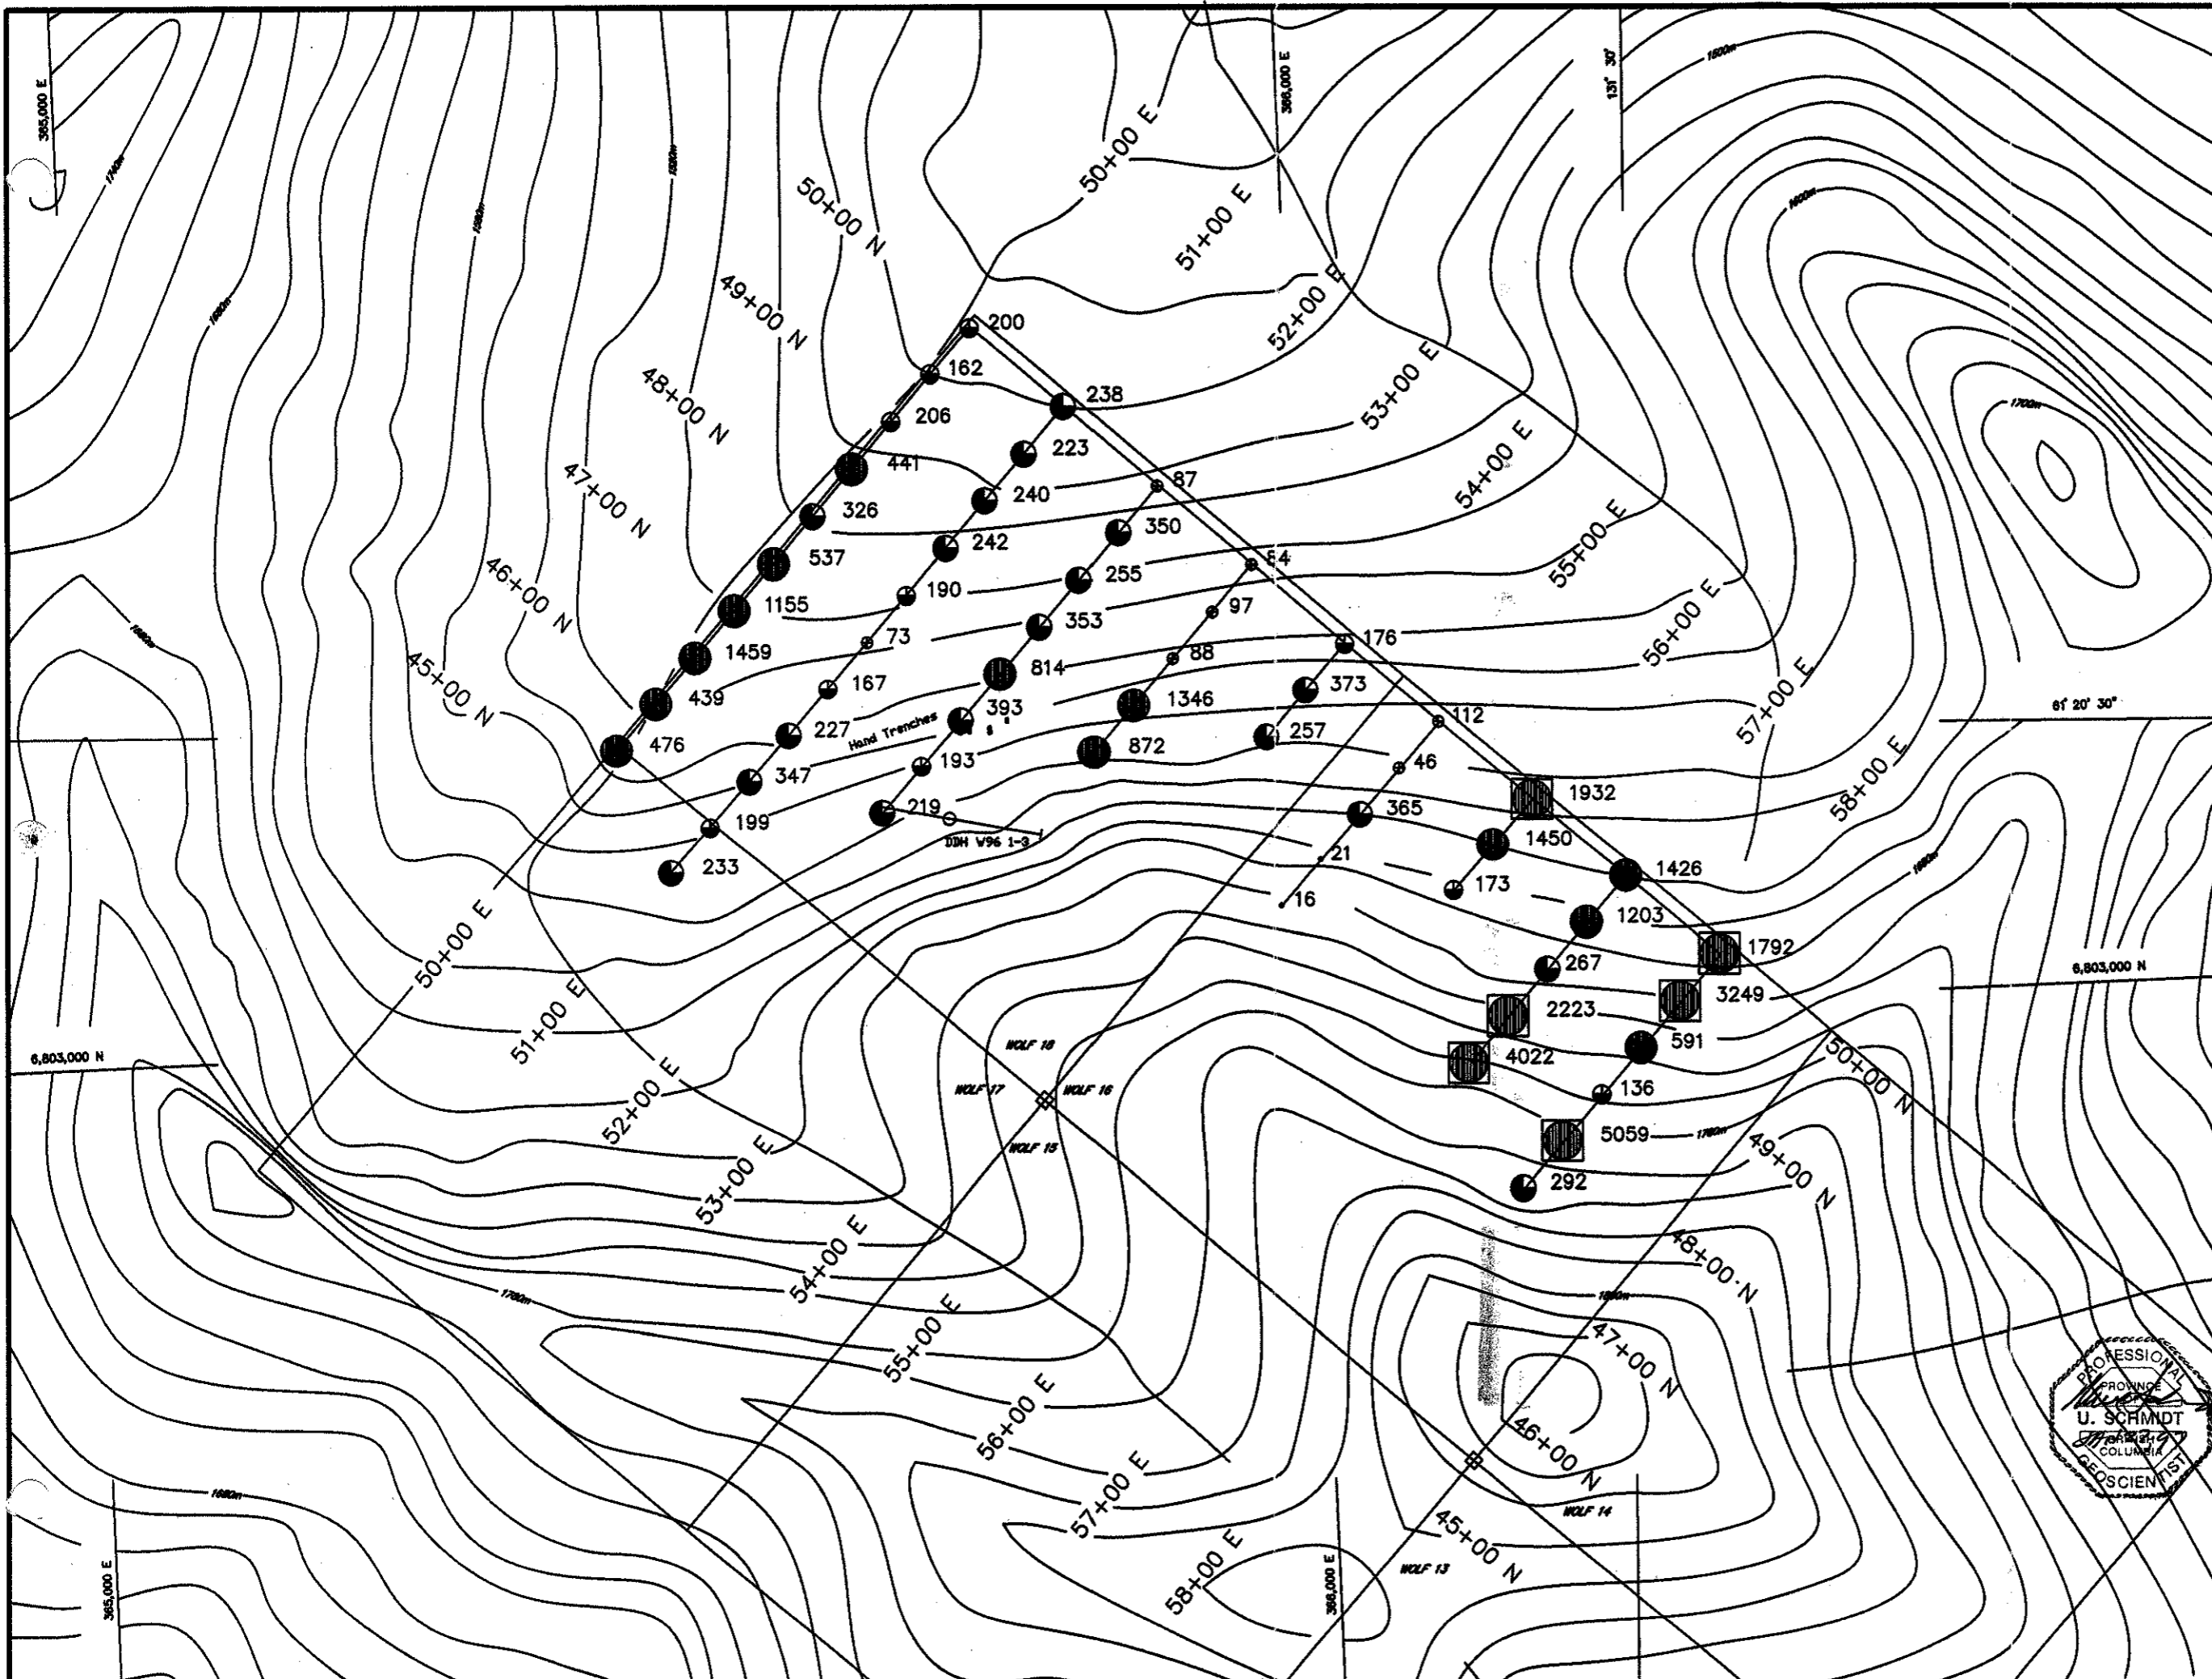 365,000 E
366,000 E
131° 30'
1500m
1740m
1600m
50+00 E
50+00 N
51+00 E
49+00 N
52+00 E
200
162
48+00 N
238
53+00 E
206
1700m
223
441
54+00 E
47+00 N
87
240
326
350
55+00 E
242
537
46+00 N
255
97
190
56+00 E
1155
353
73
176
45+00 N
1459
88
814
57+00 E
167
373
61° 20' 30"
439
1346
393
112
Hand Trenches
227
476
257
872
58+00 E
193
46
347
1932
219
365
199
1450
DDH W96 1-3
21
233
173
1426
16
1203
50+00 E
1792
267
6,803,000 N
51+00 E
3249
2223
591
6,803,000 N
WOLF 18
4022
50+00 N
WOLF 17
WOLF 16
136
52+00 E
5059
1760m
49+00 N
WOLF 15
53+00 E
292
54+00 E
48+00 N
1760m
55+00 E
47+00 N
PROFESSIONAL
PROVINCE
56+00 E
U. SCHMIDT
46+00 N
BRITISH
COLUMBIA
GEOSCIENTIST
57+00 E
WOLF 14
45+00 N
58+00 E
WOLF 13
365,000 E
366,000 E